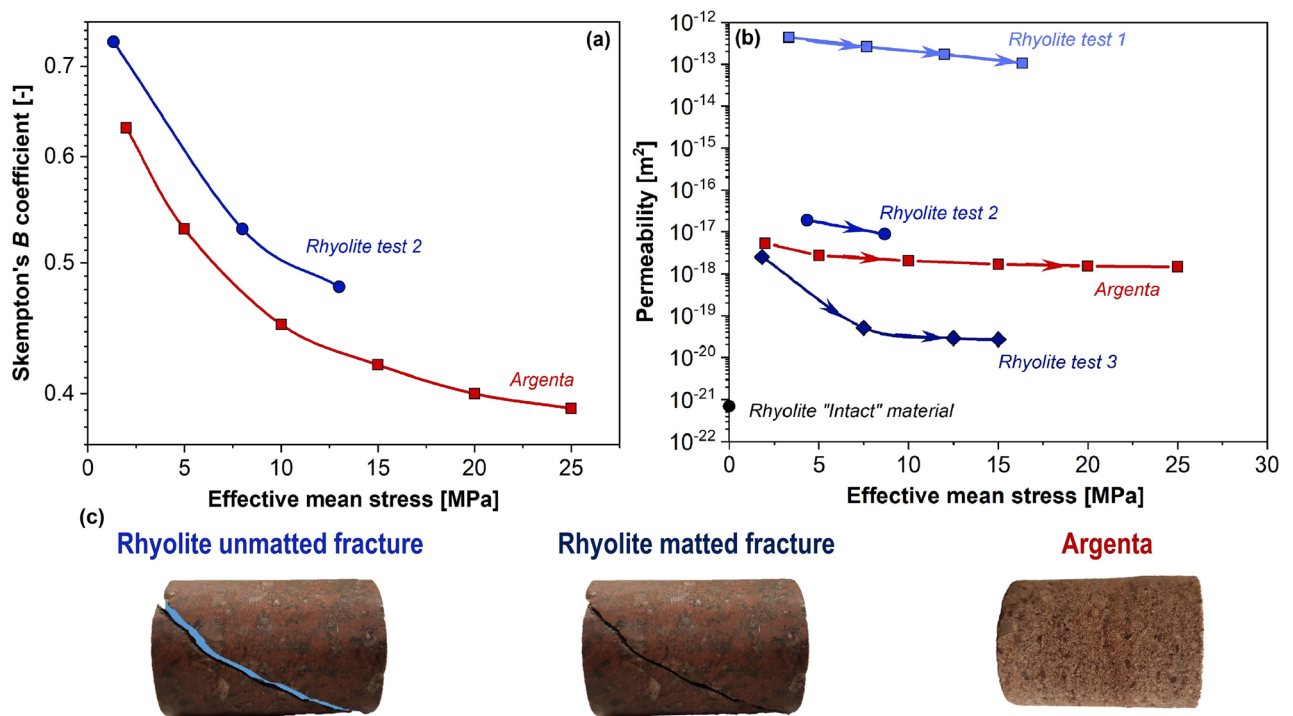 (a)
Skempton's B coefficient [-]
0.7
0.6
0.5
0.4
Rhyolite test 2
Argenta
0 5 10 15 20 25
Effective mean stress [MPa]
(b)
Permeability [m²]
10⁻¹²
10⁻¹³
10⁻¹⁴
10⁻¹⁵
10⁻¹⁶
10⁻¹⁷
10⁻¹⁸
10⁻¹⁹
10⁻²⁰
10⁻²¹
10⁻²²
Rhyolite test 1
Rhyolite test 2
Argenta
Rhyolite test 3
Rhyolite "Intact" material
0 5 10 15 20 25 30
Effective mean stress [MPa]
(c)
Rhyolite unmatted fracture
Rhyolite matted fracture
Argenta